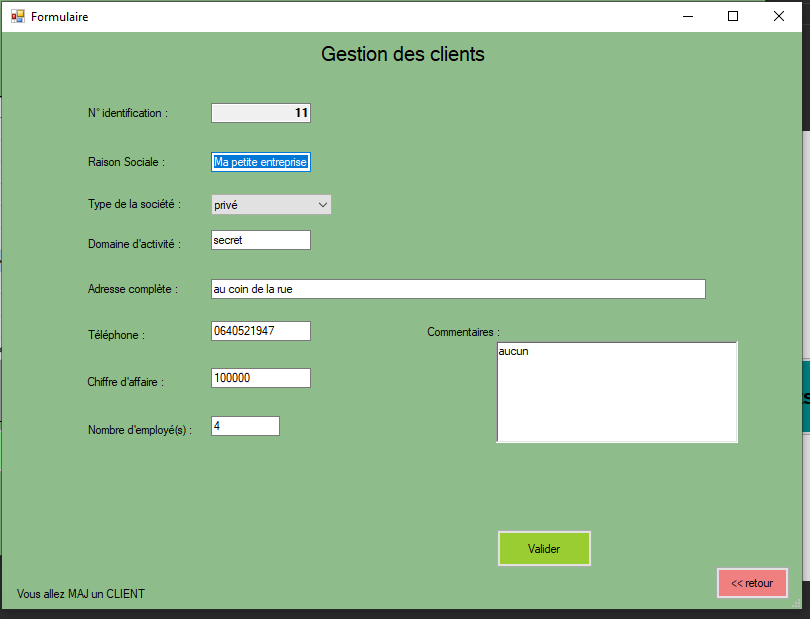 Formulaire
Gestion des clients
N° identification :
11
Raison Sociale :
Ma petite entreprise
Type de la société :
privé
Domaine d'activité :
secret
Adresse complète :
au coin de la rue
Téléphone :
0640521947
Commentaires :
aucun
Chiffre d'affaire :
100000
Nombre d'employé(s) :
4
Valider
<< retour
Vous allez MAJ un CLIENT